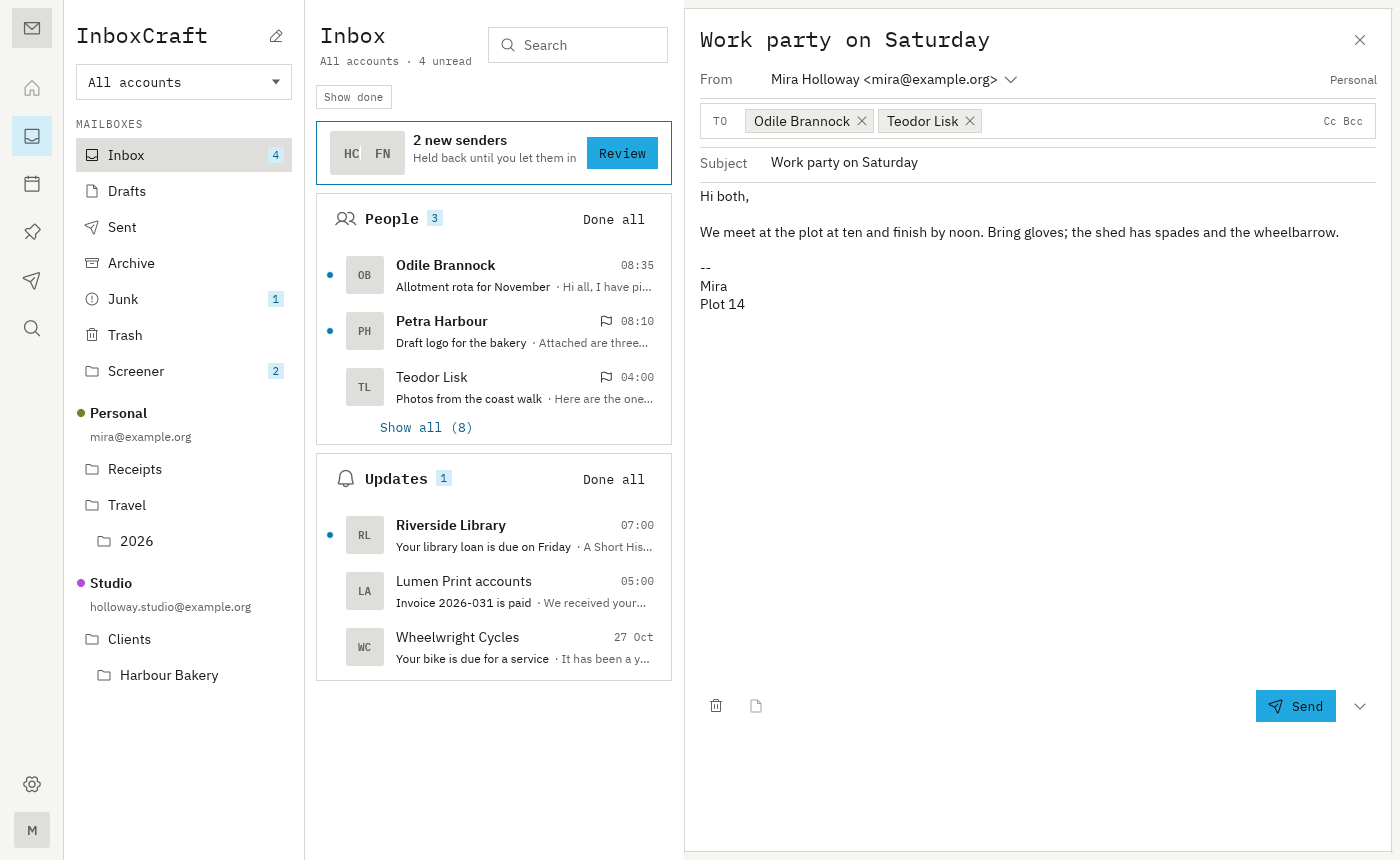 InboxCraft
All accounts
MAILBOXES
Inbox 4
Drafts
Sent
Archive
Junk 1
Trash
Screener 2
Personal
mira@example.org
Receipts
Travel
2026
Studio
holloway.studio@example.org
Clients
Harbour Bakery
M
Inbox
All accounts · 4 unread
Search
Show done
HC FN
2 new senders
Held back until you let them in
Review
People 3 Done all
OB
Odile Brannock 08:35
Allotment rota for November · Hi all, I have pi…
PH
Petra Harbour 08:10
Draft logo for the bakery · Attached are three…
TL
Teodor Lisk 04:00
Photos from the coast walk · Here are the one…
Show all (8)
Updates 1 Done all
RL
Riverside Library 07:00
Your library loan is due on Friday · A Short His…
LA
Lumen Print accounts 05:00
Invoice 2026-031 is paid · We received your…
WC
Wheelwright Cycles 27 Oct
Your bike is due for a service · It has been a y…
Work party on Saturday
From Mira Holloway <mira@example.org> Personal
TO Odile Brannock Teodor Lisk Cc Bcc
Subject Work party on Saturday
Hi both,
We meet at the plot at ten and finish by noon. Bring gloves; the shed has spades and the wheelbarrow.
--
Mira
Plot 14
Send